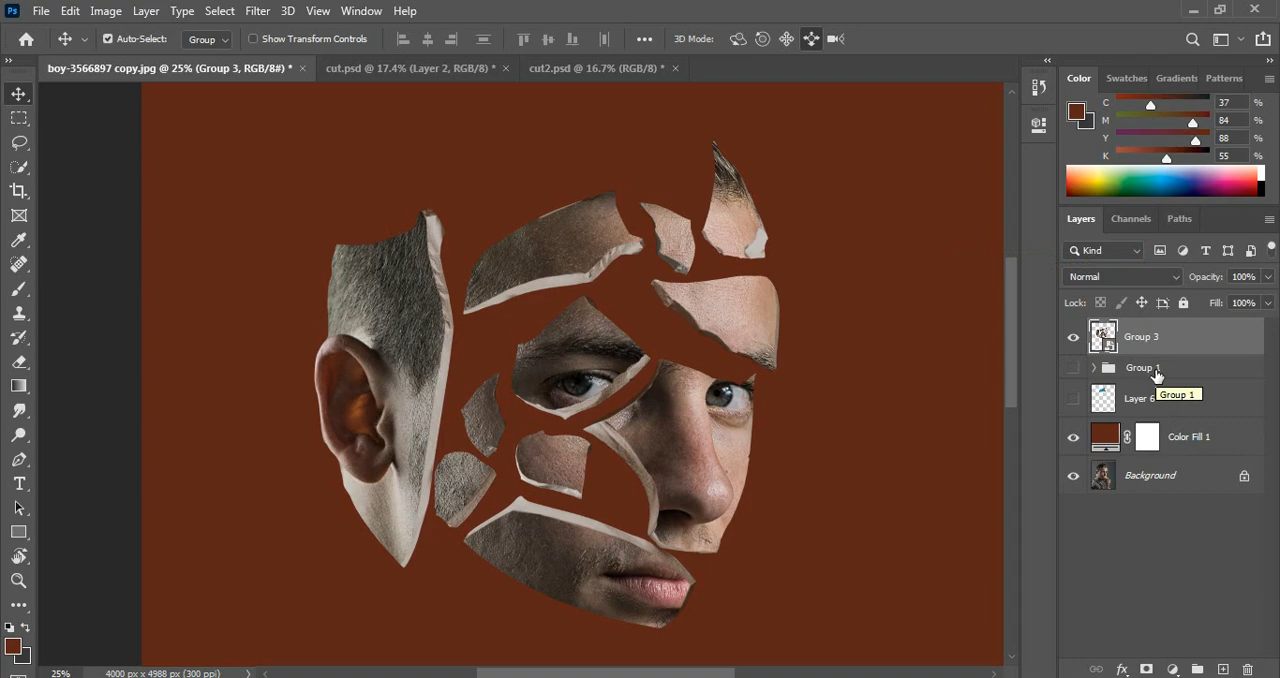 Ps File Edit Image Layer Type Select Filter 3D View Window Help
Auto-Select: Group Show Transform Controls 3D Mode:
boy-3566897 copy.jpg @ 25% (Group 3, RGB/8#) * × cut.psd @ 17.4% (Layer 2, RGB/8) * × cut2.psd @ 16.7% (RGB/8) * ×
Color Swatches Gradients Patterns
C 37 %
M 84 %
Y 88 %
K 55 %
Layers Channels Paths
Kind
Normal Opacity: 100%
Lock: Fill: 100%
Group 3
Group 1
Group 1
Layer 6
Color Fill 1
Background
25% 4000 px x 4988 px (300 ppi)